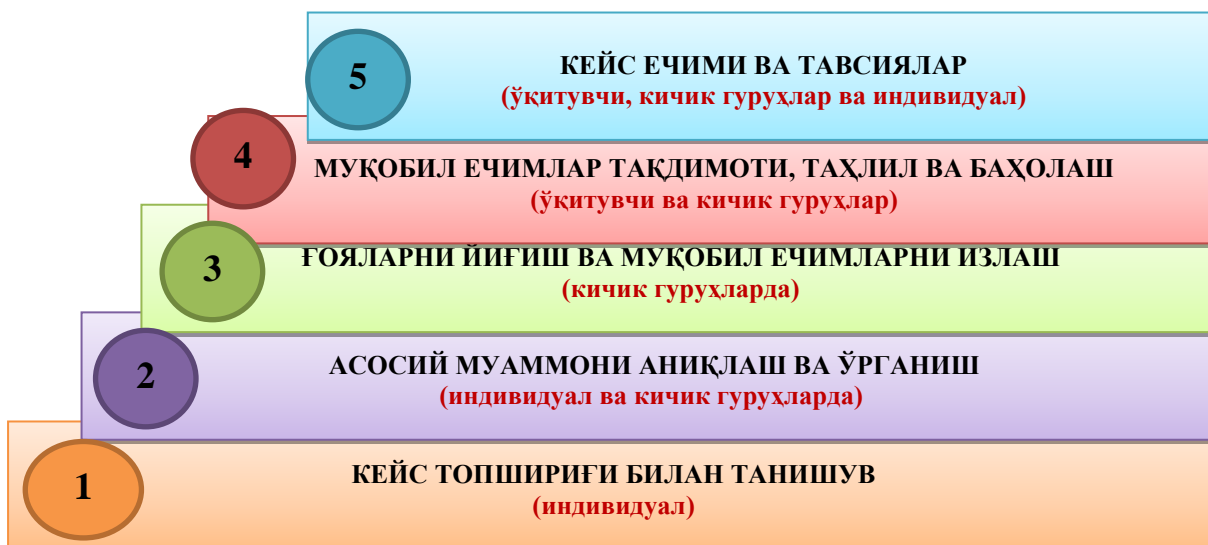 5
КЕЙС ЕЧИМИ ВА ТАВСИЯЛАР
(ўқитувчи, кичик гуруҳлар ва индивидуал)
4
МУҚОБИЛ ЕЧИМЛАР ТАҚДИМОТИ, ТАҲЛИЛ ВА БАҲОЛАШ
(ўқитувчи ва кичик гуруҳлар)
3
ҒОЯЛАРНИ ЙИҒИШ ВА МУҚОБИЛ ЕЧИМЛАРНИ ИЗЛАШ
(кичик гуруҳларда)
2
АСОСИЙ МУАММОНИ АНИҚЛАШ ВА ЎРГАНИШ
(индивидуал ва кичик гуруҳларда)
1
КЕЙС ТОПШИРИҒИ БИЛАН ТАНИШУВ
(индивидуал)